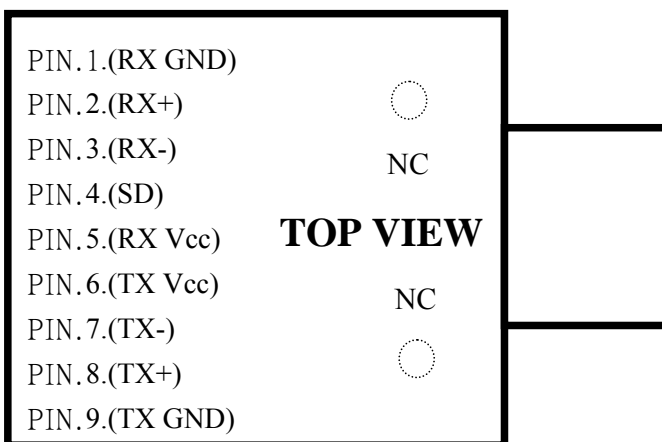 PIN.1.(RX GND)
PIN.2.(RX+)
PIN.3.(RX-)
NC
PIN.4.(SD)
PIN.5.(RX Vcc)
TOP VIEW
PIN.6.(TX Vcc)
NC
PIN.7.(TX-)
PIN.8.(TX+)
PIN.9.(TX GND)